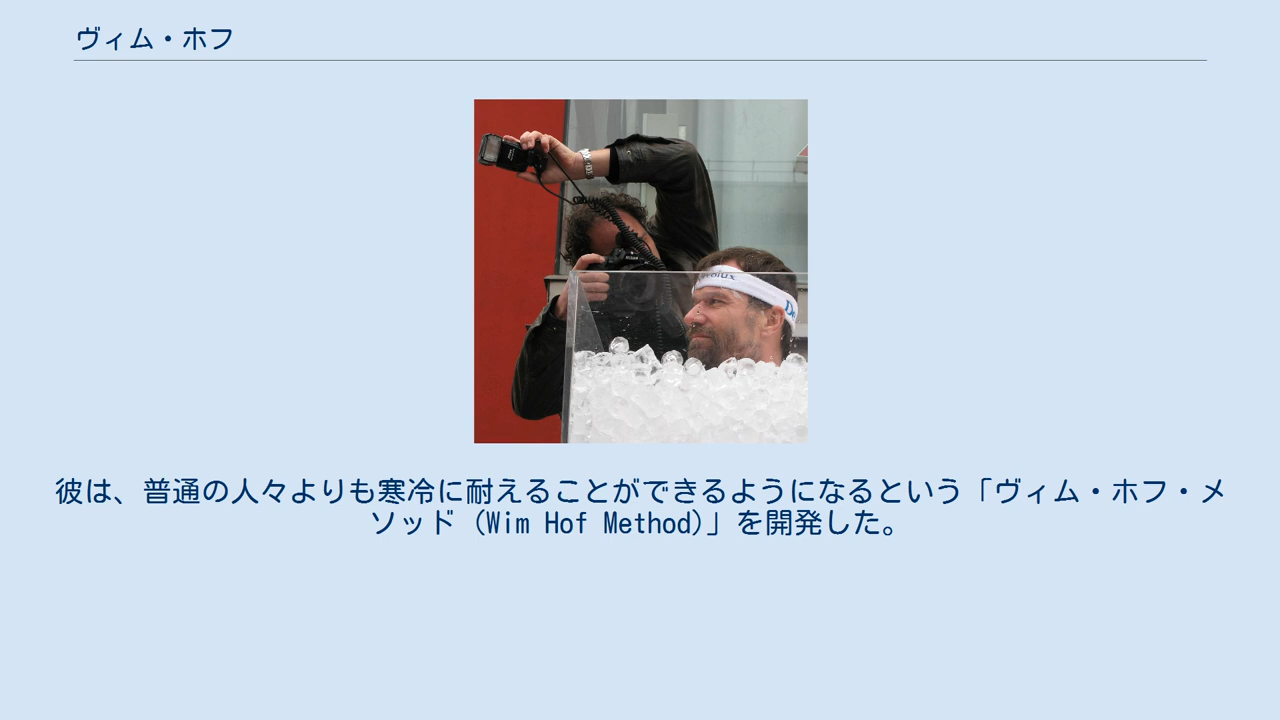 ヴィム・ホフ
彼は、普通の人々よりも寒冷に耐えることができるようになるという「ヴィム・ホフ・メ
ソッド (Wim Hof Method)」を開発した。